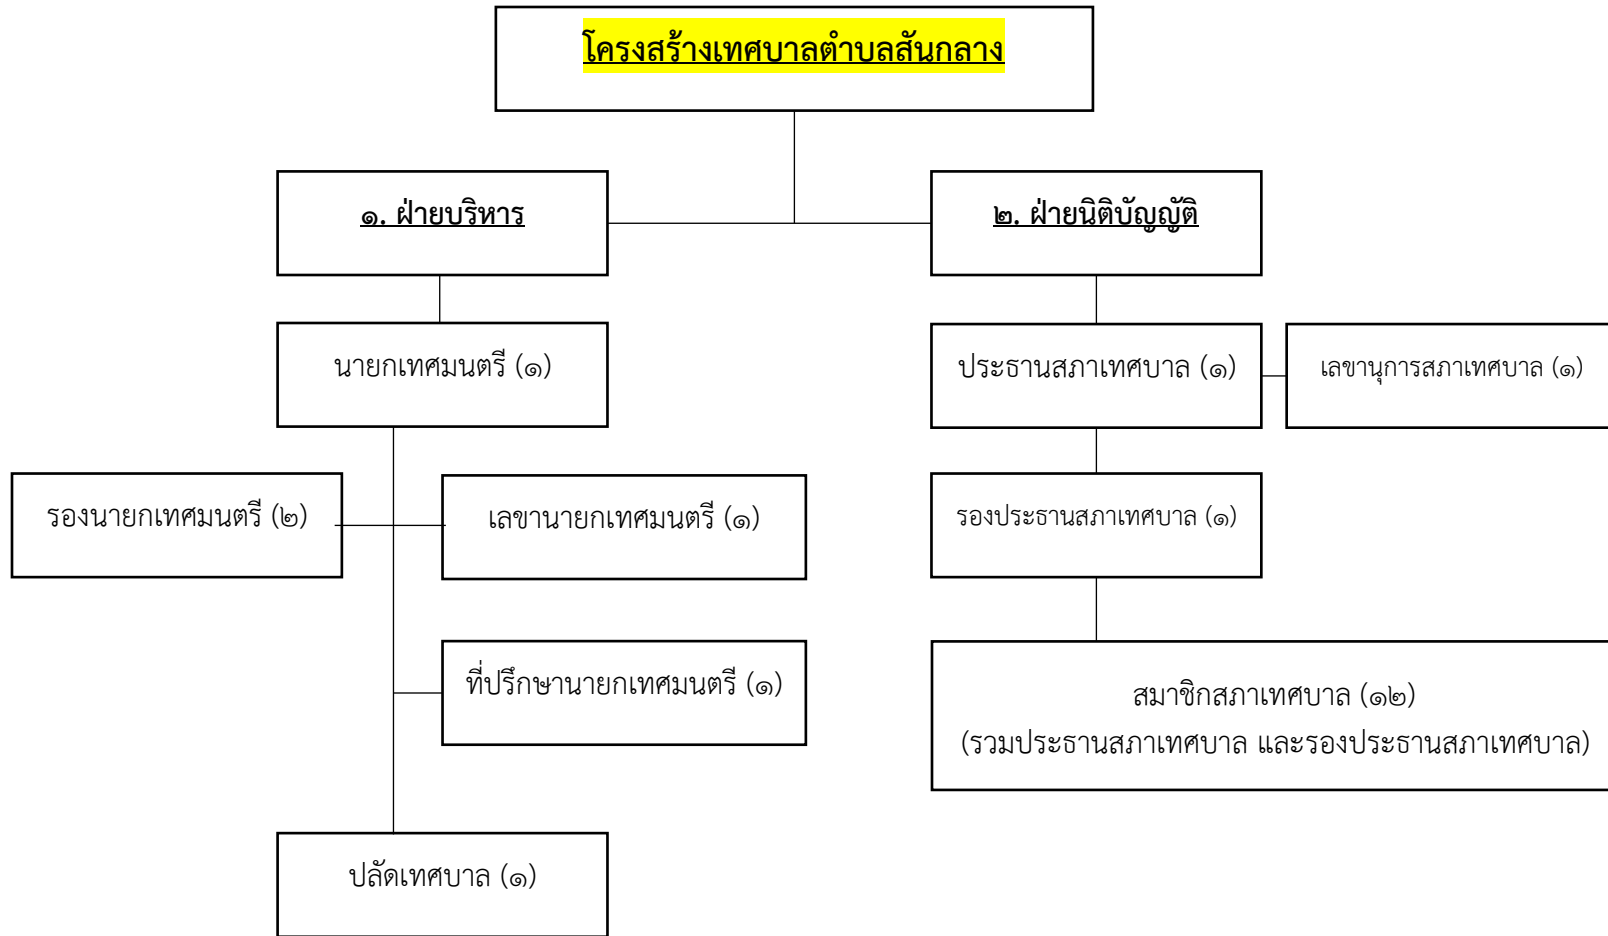 โครงสร้างเทศบาลตำบลสันกลาง
๑. ฝ่ายบริหาร
๒. ฝ่ายนิติบัญญัติ
นายกเทศมนตรี (๑)
ประธานสภาเทศบาล (๑)
เลขานุการสภาเทศบาล (๑)
รองนายกเทศมนตรี (๒)
เลขานายกเทศมนตรี (๑)
รองประธานสภาเทศบาล (๑)
ที่ปรึกษานายกเทศมนตรี (๑)
สมาชิกสภาเทศบาล (๑๒)
(รวมประธานสภาเทศบาล และรองประธานสภาเทศบาล)
ปลัดเทศบาล (๑)